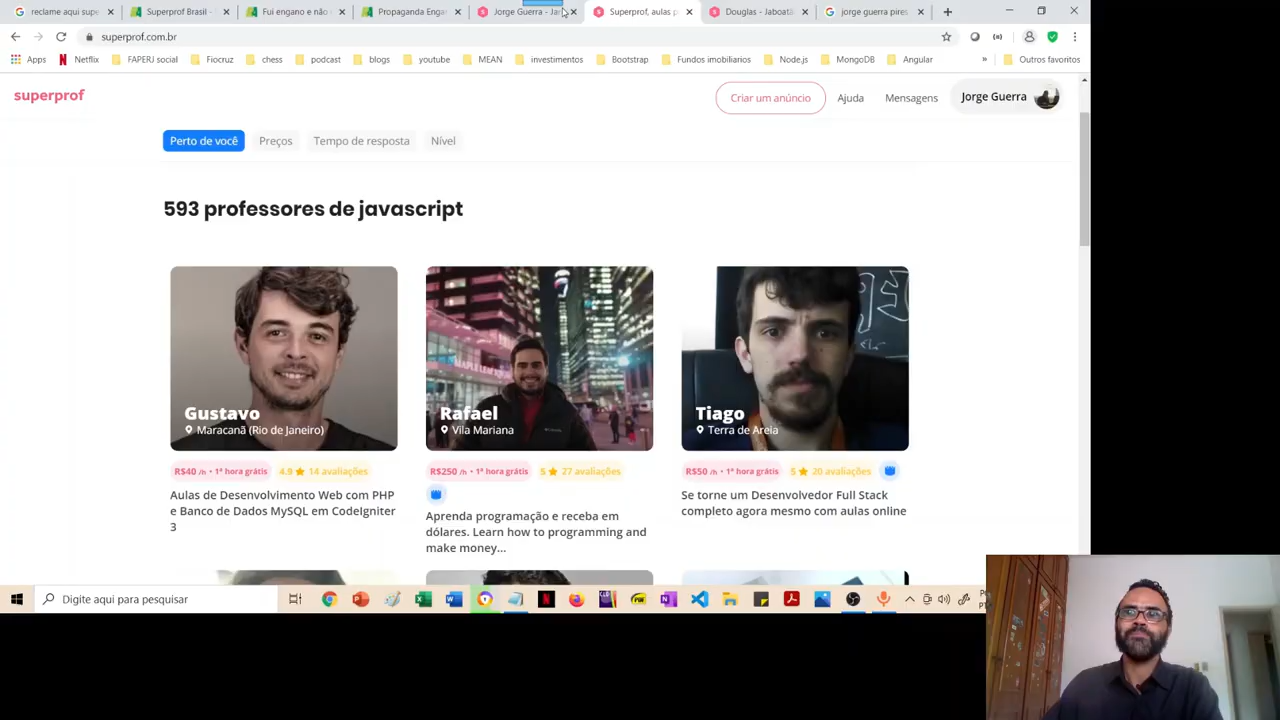 reclame aqui supe
Superprof Brasil -
Fui engano e não
Propaganda Engar
Jorge Guerra - Jar
Superprof, aulas p
Douglas - Jaboatã
jorge guerra pires
superprof.com.br
Apps
Netflix
FAPERJ social
Fiocruz
chess
podcast
blogs
youtube
MEAN
investimentos
Bootstrap
Fundos imobiliarios
Node.js
MongoDB
Angular
»
Outros favoritos
superprof
Criar um anúncio
Ajuda
Mensagens
Jorge Guerra
Perto de você
Preços
Tempo de resposta
Nível
593 professores de javascript
Gustavo
Maracanã (Rio de Janeiro)
R$40 /h • 1ª hora grátis
4.9 ★ 14 avaliações
Aulas de Desenvolvimento Web com PHP
e Banco de Dados MySQL em CodeIgniter
3
Rafael
Vila Mariana
R$250 /h • 1ª hora grátis
5 ★ 27 avaliações
Aprenda programação e receba em
dólares. Learn how to programming and
make money...
Tiago
Terra de Areia
R$50 /h • 1ª hora grátis
5 ★ 20 avaliações
Se torne um Desenvolvedor Full Stack
completo agora mesmo com aulas online
Digite aqui para pesquisar